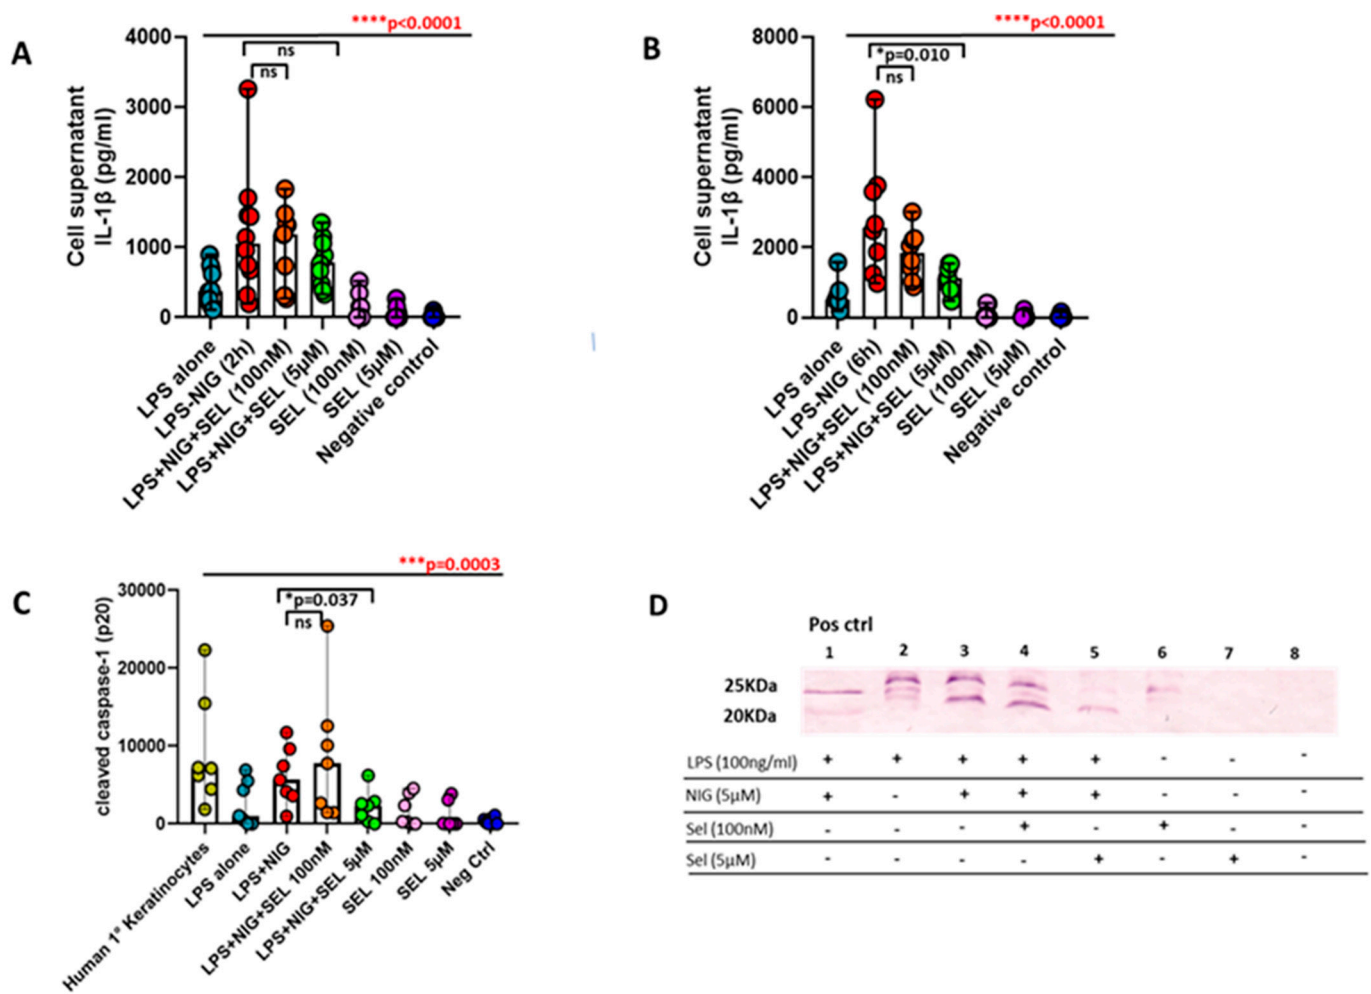 A
****p<0.0001
4000
3000
2000
1000
0
Cell supernatant
IL-1β (pg/ml)
ns
ns
LPS alone
LPS-NIG (2h)
LPS+NIG+SEL (100nM)
LPS+NIG+SEL (5µM)
SEL (100nM)
SEL (5µM)
Negative control
B
****p<0.0001
8000
6000
4000
2000
0
Cell supernatant
IL-1β (pg/ml)
*p=0.010
ns
LPS alone
LPS-NIG (6h)
LPS+NIG+SEL (100nM)
LPS+NIG+SEL (5µM)
SEL (100nM)
SEL (5µM)
Negative control
C
***p=0.0003
30000
20000
10000
0
cleaved caspase-1 (p20)
*p=0.037
ns
Human 1° Keratinocytes
LPS alone
LPS+NIG
LPS+NIG+SEL 100nM
LPS+NIG+SEL 5µM
SEL 100nM
SEL 5µM
Neg Ctrl
D
Pos ctrl
1 2 3 4 5 6 7 8
25KDa
20KDa
LPS (100ng/ml) + + + + + - - -
NIG (5µM) + - + + + - - -
Sel (100nM) - - - + - + - -
Sel (5µM) - - - - + - + -